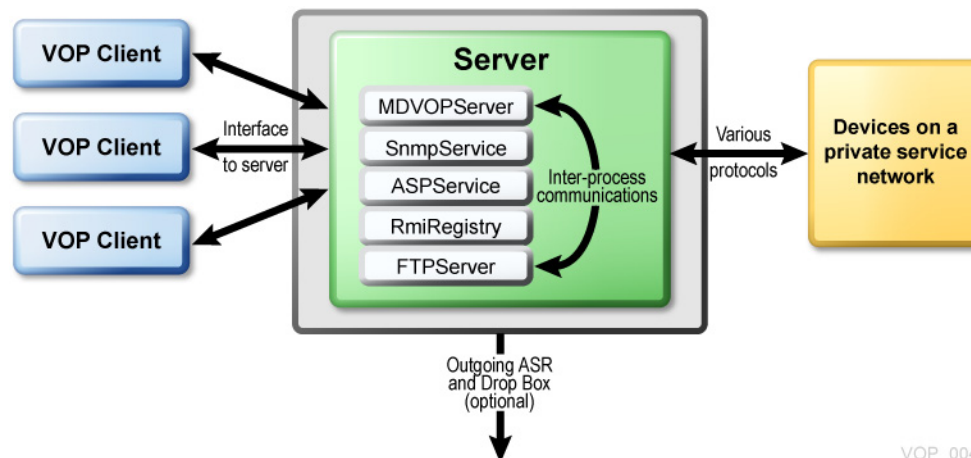 VOP Client
VOP Client
VOP Client
Interface
to server
Server
MDVOPServer
SnmpService
ASPService
RmiRegistry
FTPServer
Inter-process
communications
Various
protocols
Devices on a
private service
network
Outgoing ASR
and Drop Box
(optional)